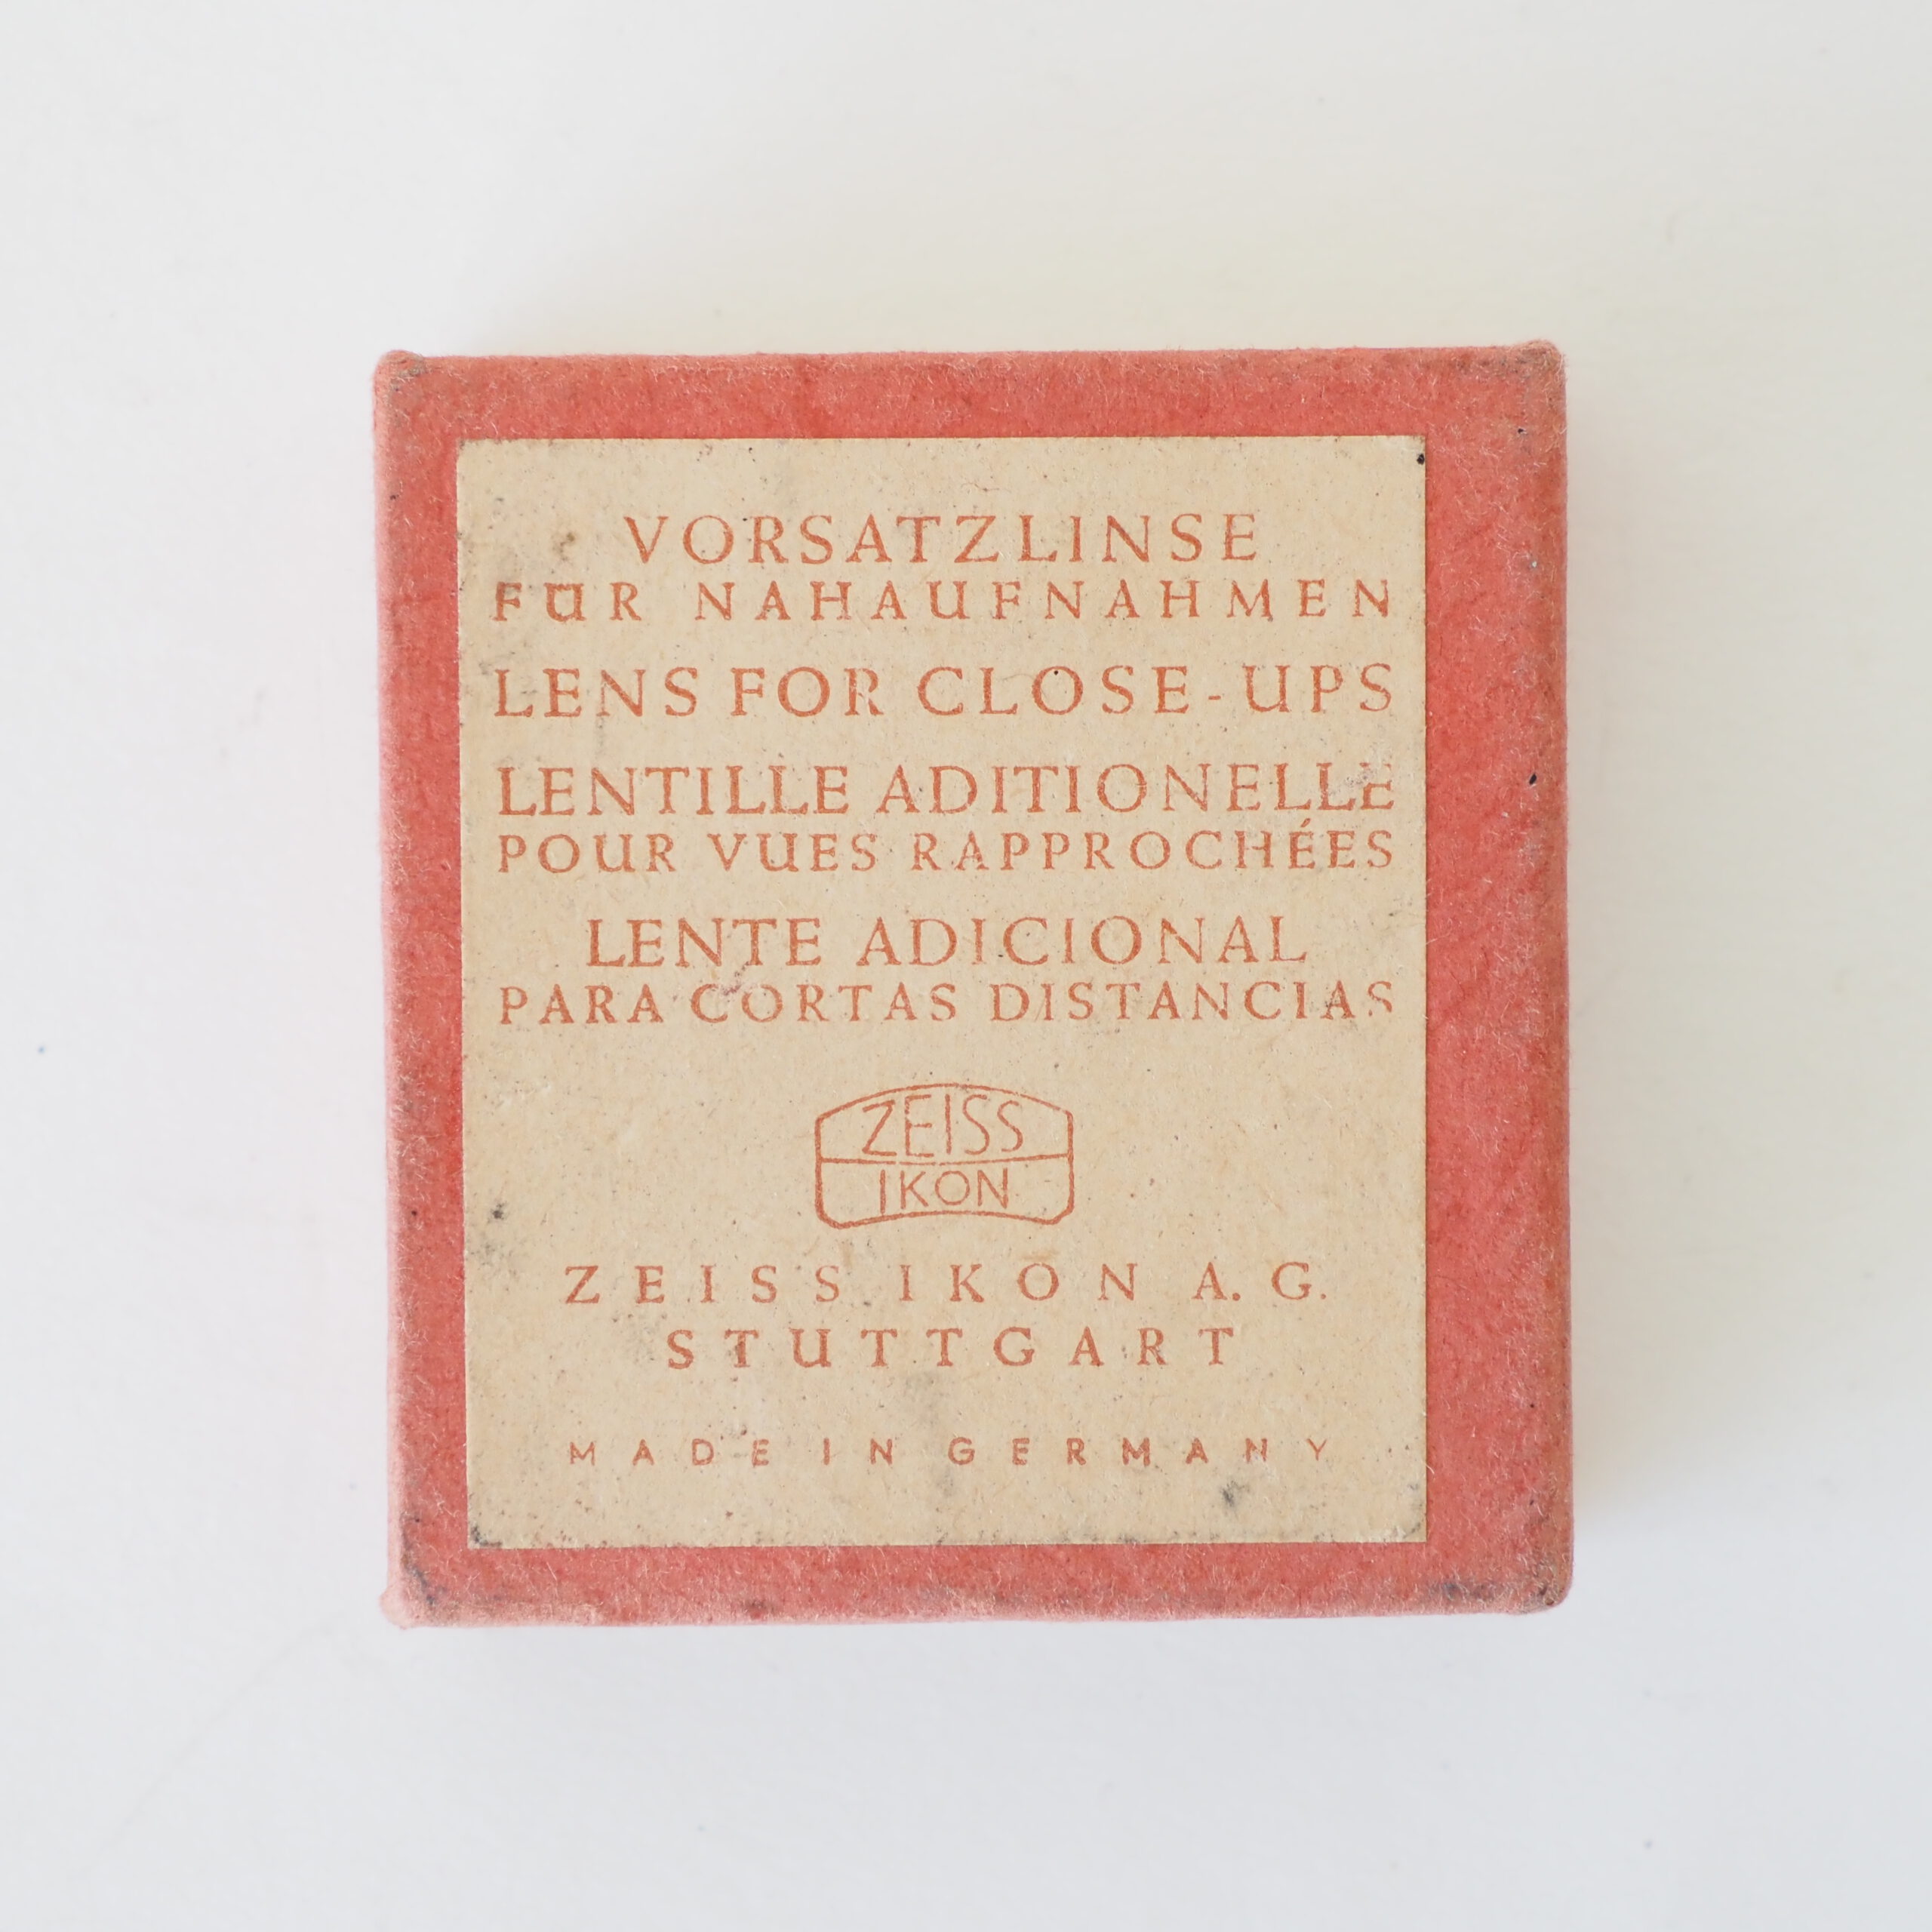 VORSATZLINSE
FÜR NAHAUFNAHMEN
LENS FOR CLOSE-UPS
LENTILLE ADITIONELLE
POUR VUES RAPPROCHÉES
LENTE ADICIONAL
PARA CORTAS DISTANCIAS
ZEISS
IKON
ZEISS IKON A. G.
STUTTGART
MADE IN GERMANY